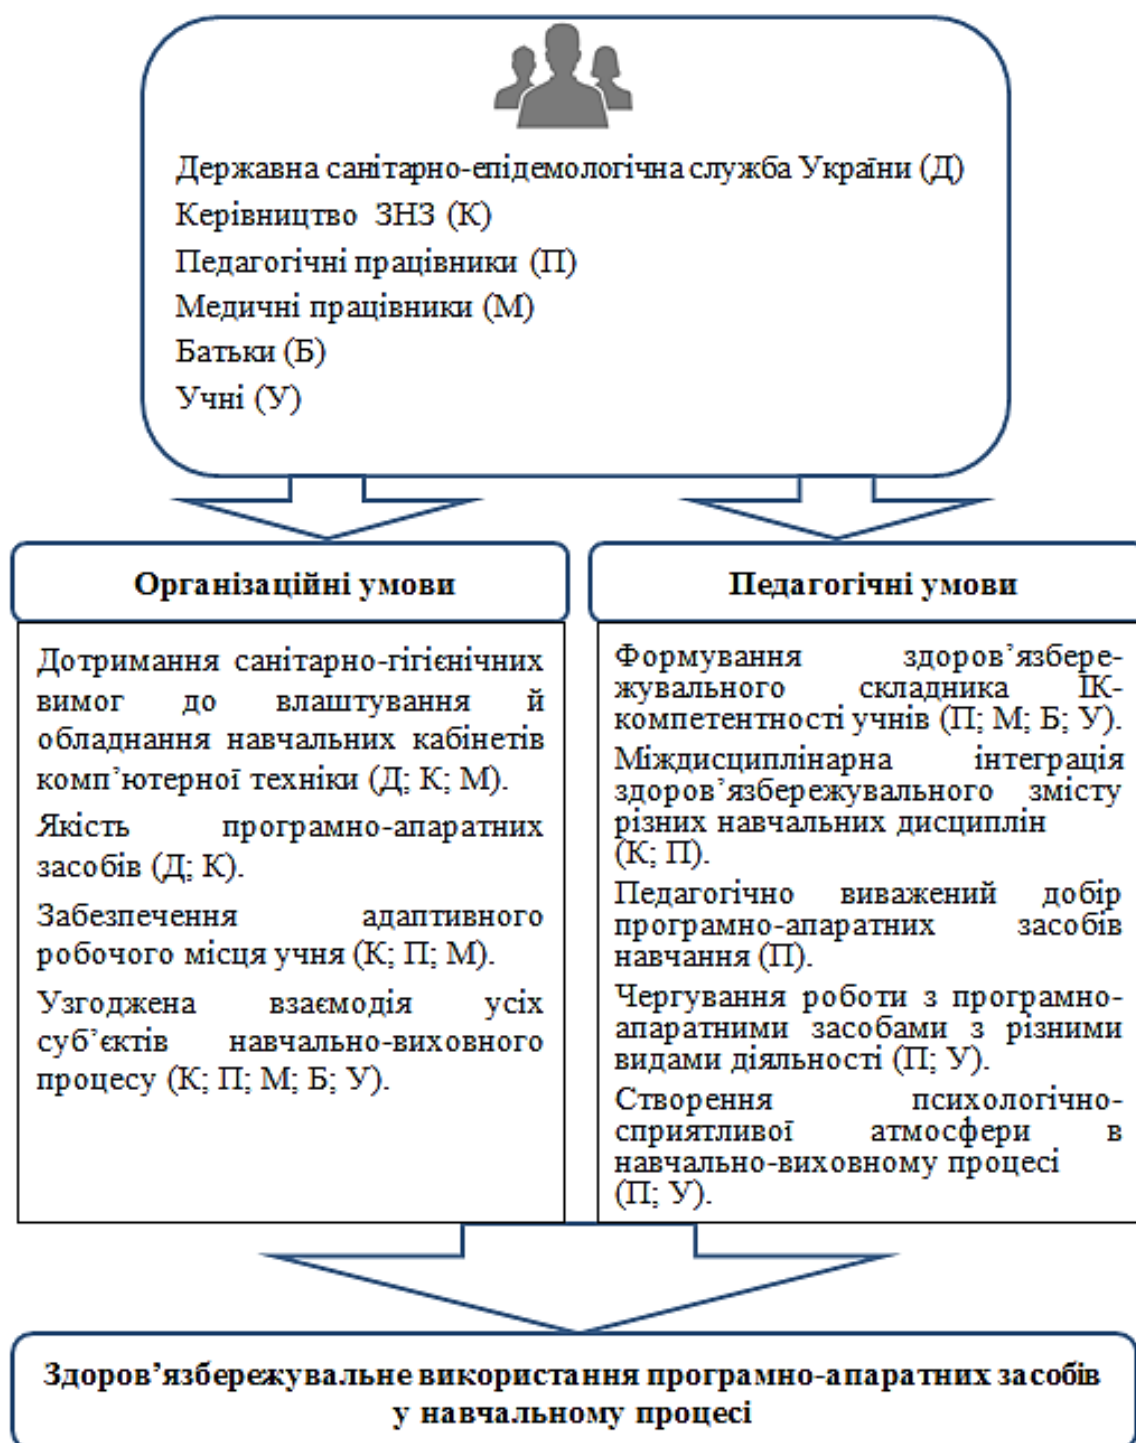 Державна санітарно-епідемологічна служба України (Д)
Керівництво ЗНЗ (К)
Педагогічні працівники (П)
Медичні працівники (М)
Батьки (Б)
Учні (У)
Організаційні умови
Дотримання санітарно-гігієнічних
вимог до влаштування й
обладнання навчальних кабінетів
комп’ютерної техніки (Д; К; М).
Якість програмно-апаратних
засобів (Д; К).
Забезпечення адаптивного
робочого місця учня (К; П; М).
Узгоджена взаємодія усіх
суб’єктів навчально-виховного
процесу (К; П; М; Б; У).
Педагогічні умови
Формування здоров’язбере-
жувального складника ІК-
компетентності учнів (П; М; Б; У).
Міждисциплінарна інтеграція
здоров’язбережувального змісту
різних навчальних дисциплін
(К; П).
Педагогічно виважений добір
програмно-апаратних засобів
навчання (П).
Чергування роботи з програмно-
апаратними засобами з різними
видами діяльності (П; У).
Створення психологічно-
сприятливої атмосфери в
навчально-виховному процесі
(П; У).
Здоров’язбережувальне використання програмно-апаратних засобів
у навчальному процесі